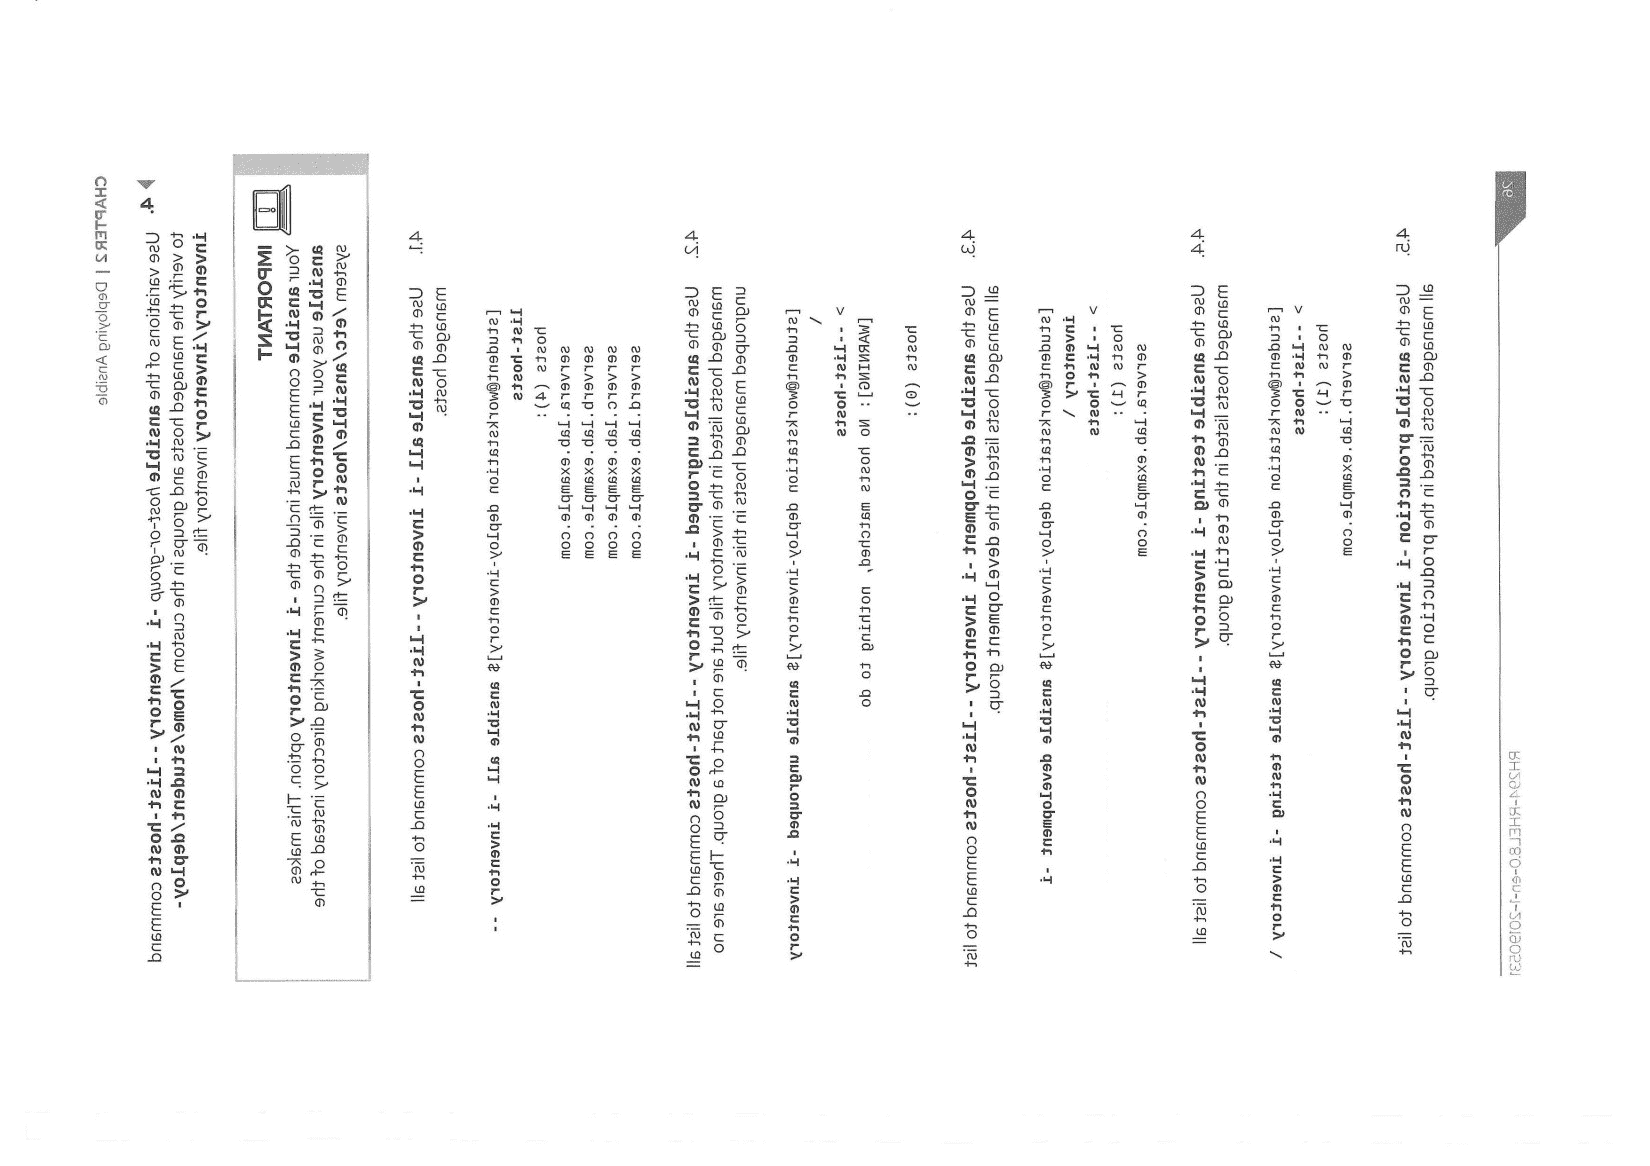 CHAPTER 2 | Deploying Ansible
4. Use variations of the ansible host-or-group -i inventory --list-hosts command
to verify the managed hosts and groups in the custom /home/student/deploy-
inventory/inventory inventory file.
IMPORTANT
Your ansible command must include the -i inventory option. This makes
ansible use your inventory file in the current working directory instead of the
system /etc/ansible/hosts inventory file.
4.1. Use the ansible all -i inventory --list-hosts command to list all
managed hosts.
[student@workstation deploy-inventory]$ ansible all -i inventory --
list-hosts
hosts (4):
servera.lab.example.com
serverb.lab.example.com
serverc.lab.example.com
serverd.lab.example.com
4.2. Use the ansible ungrouped -i inventory --list-hosts command to list all
managed hosts listed in the inventory file but are not part of a group. There are no
ungrouped managed hosts in this inventory file.
[student@workstation deploy-inventory]$ ansible ungrouped -i inventory
\
> --list-hosts
[WARNING]: No hosts matched, nothing to do
hosts (0):
4.3. Use the ansible development -i inventory --list-hosts command to list
all managed hosts listed in the development group.
[student@workstation deploy-inventory]$ ansible development -i
inventory \
> --list-hosts
hosts (1):
servera.lab.example.com
4.4. Use the ansible testing -i inventory --list-hosts command to list all
managed hosts listed in the testing group.
[student@workstation deploy-inventory]$ ansible testing -i inventory \
> --list-hosts
hosts (1):
serverb.lab.example.com
4.5. Use the ansible production -i inventory --list-hosts command to list
all managed hosts listed in the production group.
26
RH294-RHEL8.0-en-1-20190531